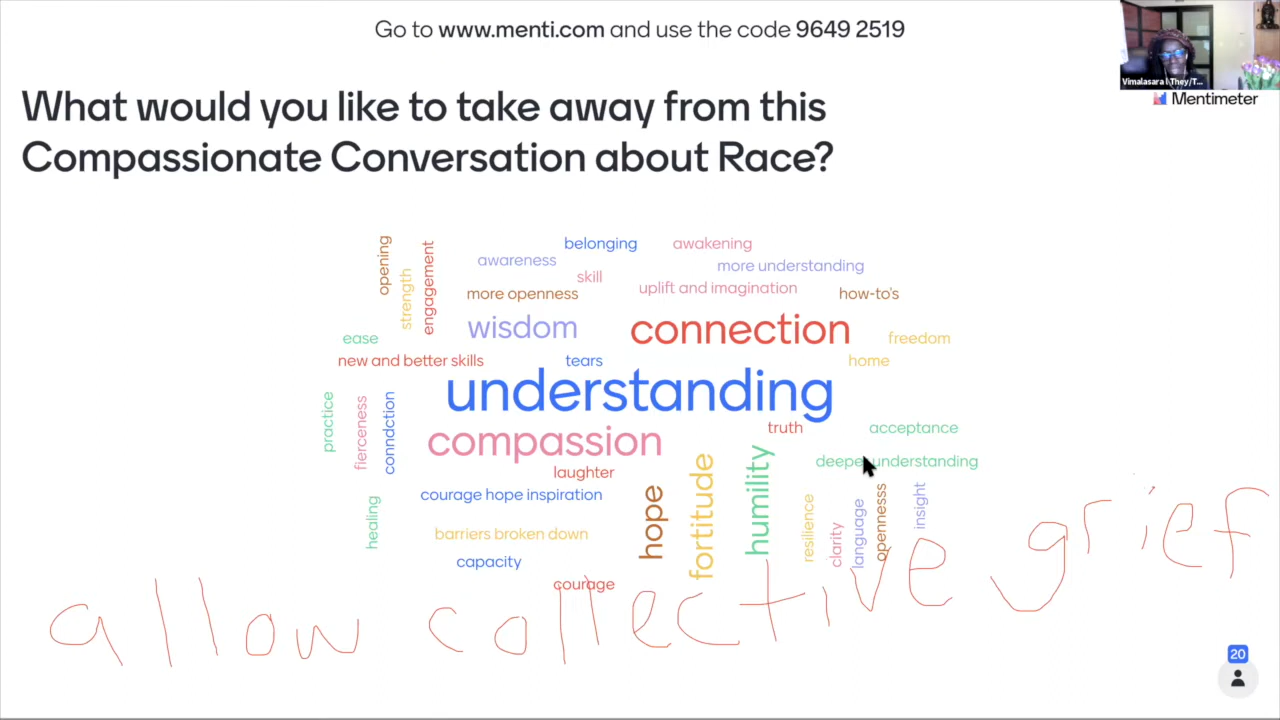 Go to www.menti.com and use the code 9649 2519
Vimalasara | They/T...
Mentimeter
What would you like to take away from this
Compassionate Conversation about Race?
opening
strength
engagement
belonging
awakening
awareness
more understanding
skill
more openness
uplift and imagination
how-to's
wisdom
connection
ease
freedom
new and better skills
tears
home
understanding
practice
fierceness
conndction
truth
acceptance
compassion
deeper understanding
laughter
courage hope inspiration
hope
fortitude
humility
healing
resilience
clarity
language
opennesss
insight
barriers broken down
capacity
courage
allow collective grief
20